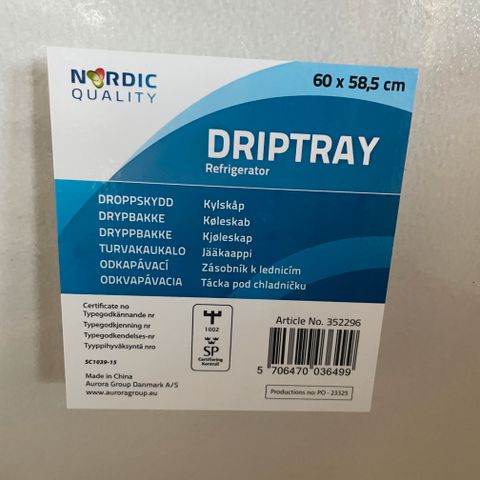 NORDIC
QUALITY
60 x 58,5 cm
DRIPTRAY
Refrigerator
DROPPSKYDD Kylskåp
DRYPBAKKE Køleskab
DRYPPBAKKE Kjøleskap
TURVAKAUKALO Jääkaappi
ODKAPÁVACÍ Zásobník k lednicím
ODKVAPÁVACIA Tácka pod chladničku
Certificate no
Typegodkännande nr
Typegodkjenning nr
Typegodkendelses-nr
Tyyppihyväksyntä nro
SC1039-15
Made in China
Aurora Group Danmark A/S
www.auroragroup.eu
1002
SP
Certifiering
Kontroll
Article No. 352296
5 706470 036499
Productions no: PO - 23325